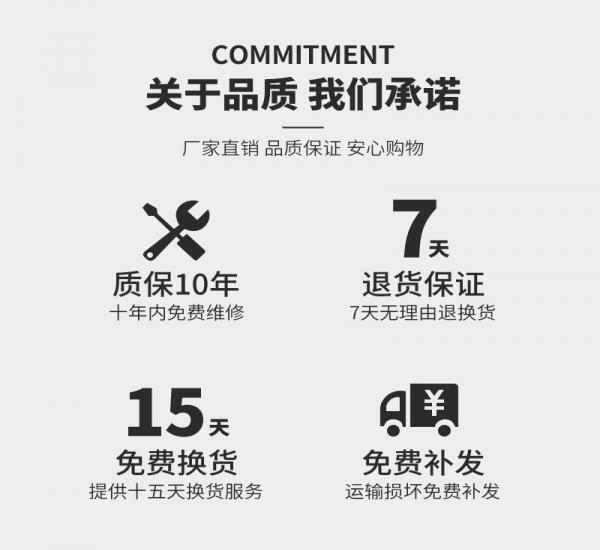 COMMITMENT
关于品质 我们承诺
厂家直销 品质保证 安心购物
7天
质保10年
退货保证
十年内免费维修
7天无理由退换货
15天
¥
免费换货
免费补发
提供十五天换货服务
运输损坏免费补发